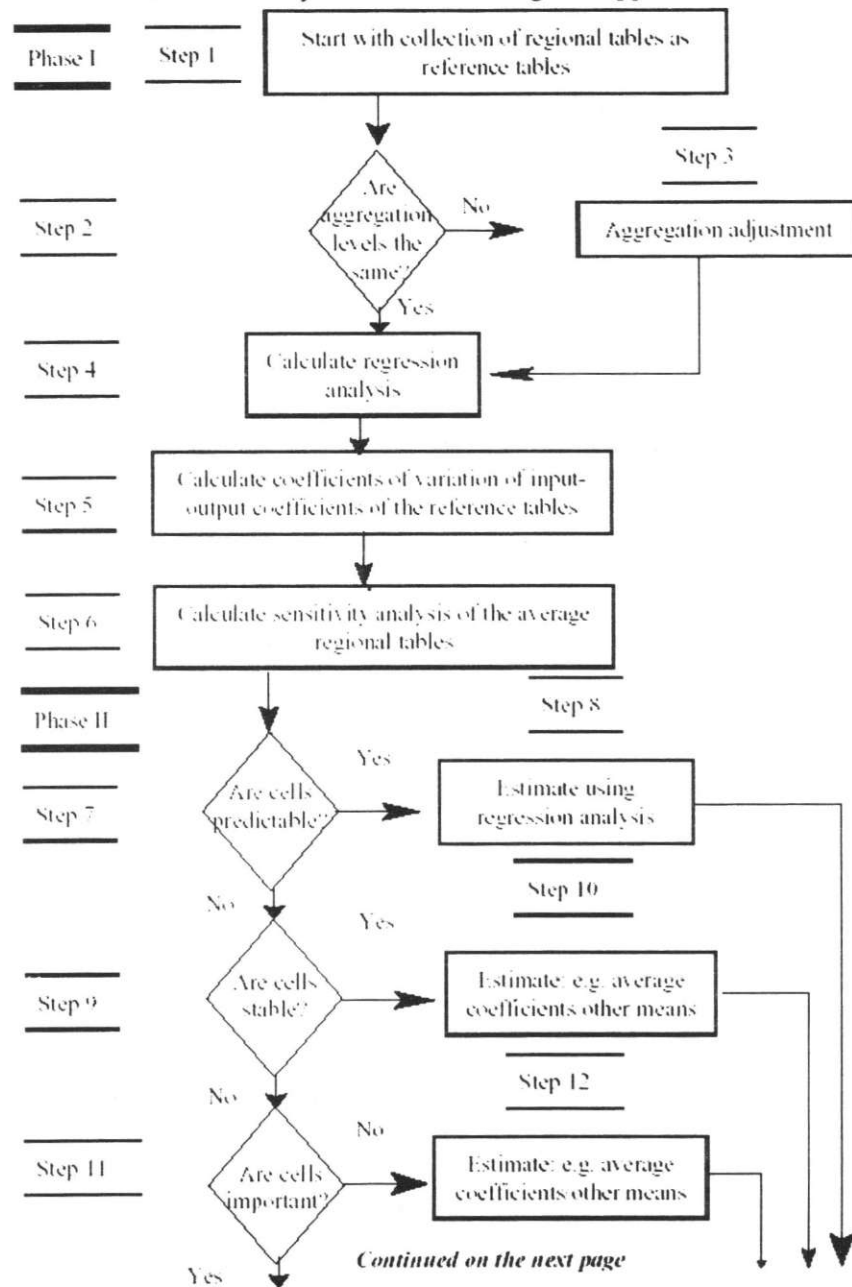 Phase I
Step 1
Start with collection of regional tables as
reference tables
Step 3
Step 2
Are
aggregation
levels the
same?
No
Aggregation adjustment
Yes
Step 4
Calculate regression
analysis
Step 5
Calculate coefficients of variation of input-
output coefficients of the reference tables
Step 6
Calculate sensitivity analysis of the average
regional tables
Phase II
Step 8
Step 7
Are cells
predictable?
Yes
Estimate using
regression analysis
No
Step 10
Step 9
Are cells
stable?
Yes
Estimate: e.g. average
coefficients other means
No
Step 12
Step 11
Are cells
important?
No
Estimate: e.g. average
coefficients other means
Yes
Continued on the next page